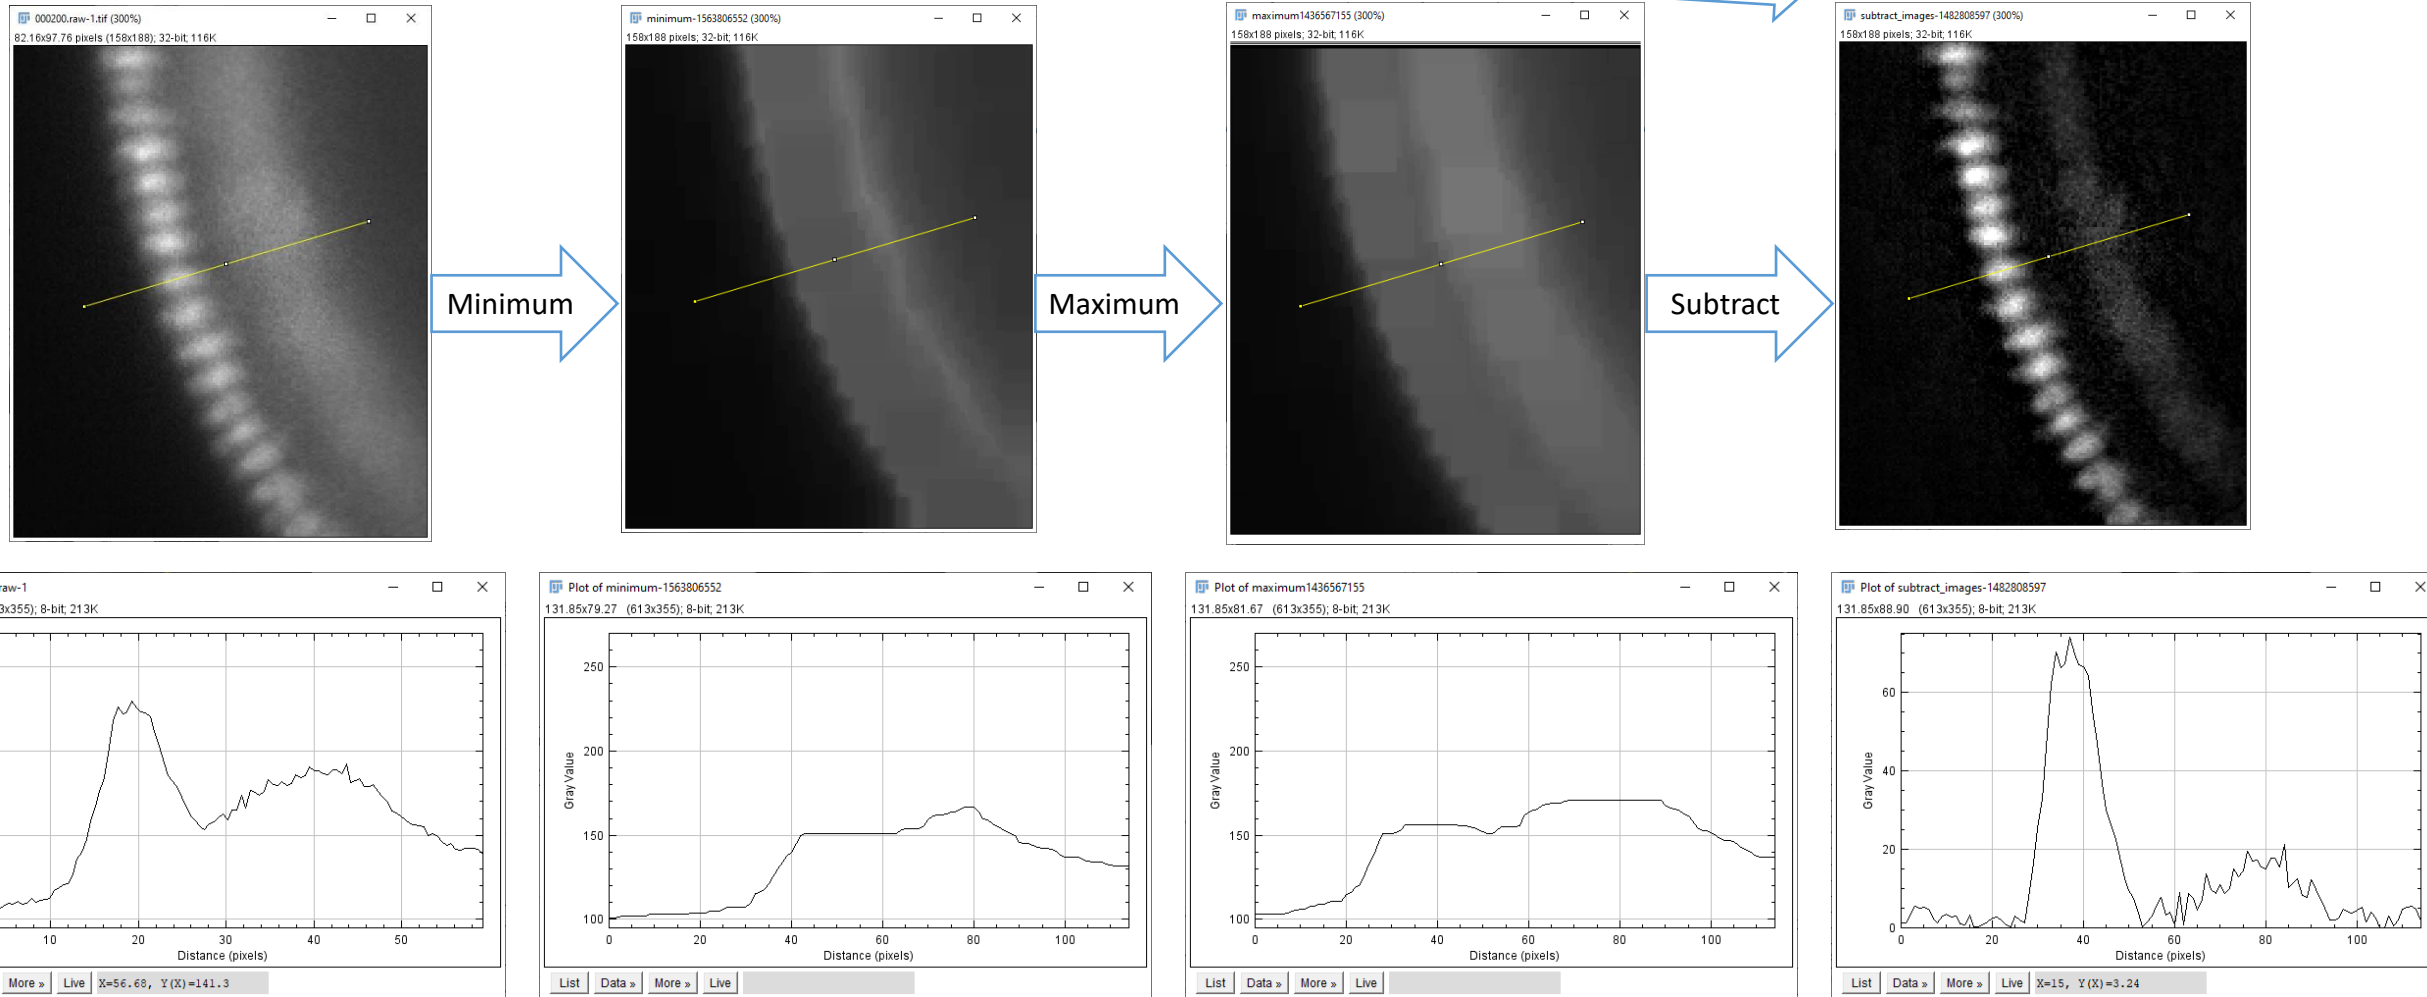 000200.raw-1.tif (300%)
82.16x97.76 pixels (158x188); 32-bit; 116K
minimum-1563806552 (300%)
158x188 pixels; 32-bit; 116K
maximum1436567155 (300%)
158x188 pixels; 32-bit; 116K
subtract_images-1482808597 (300%)
158x188 pixels; 32-bit; 116K
Minimum
Maximum
Subtract
raw-1
3x355); 8-bit; 213K
10 20 30 40 50
Distance (pixels)
More » Live X=56.68, Y(X)=141.3
Plot of minimum-1563806552
131.85x79.27 (613x355); 8-bit; 213K
250
200
150
100
Gray Value
0 20 40 60 80 100
Distance (pixels)
List Data » More » Live
Plot of maximum1436567155
131.85x81.67 (613x355); 8-bit; 213K
250
200
150
100
Gray Value
0 20 40 60 80 100
Distance (pixels)
List Data » More » Live
Plot of subtract_images-1482808597
131.85x88.90 (613x355); 8-bit; 213K
60
40
20
0
Gray Value
0 20 40 60 80 100
Distance (pixels)
List Data » More » Live X=15, Y(X)=3.24